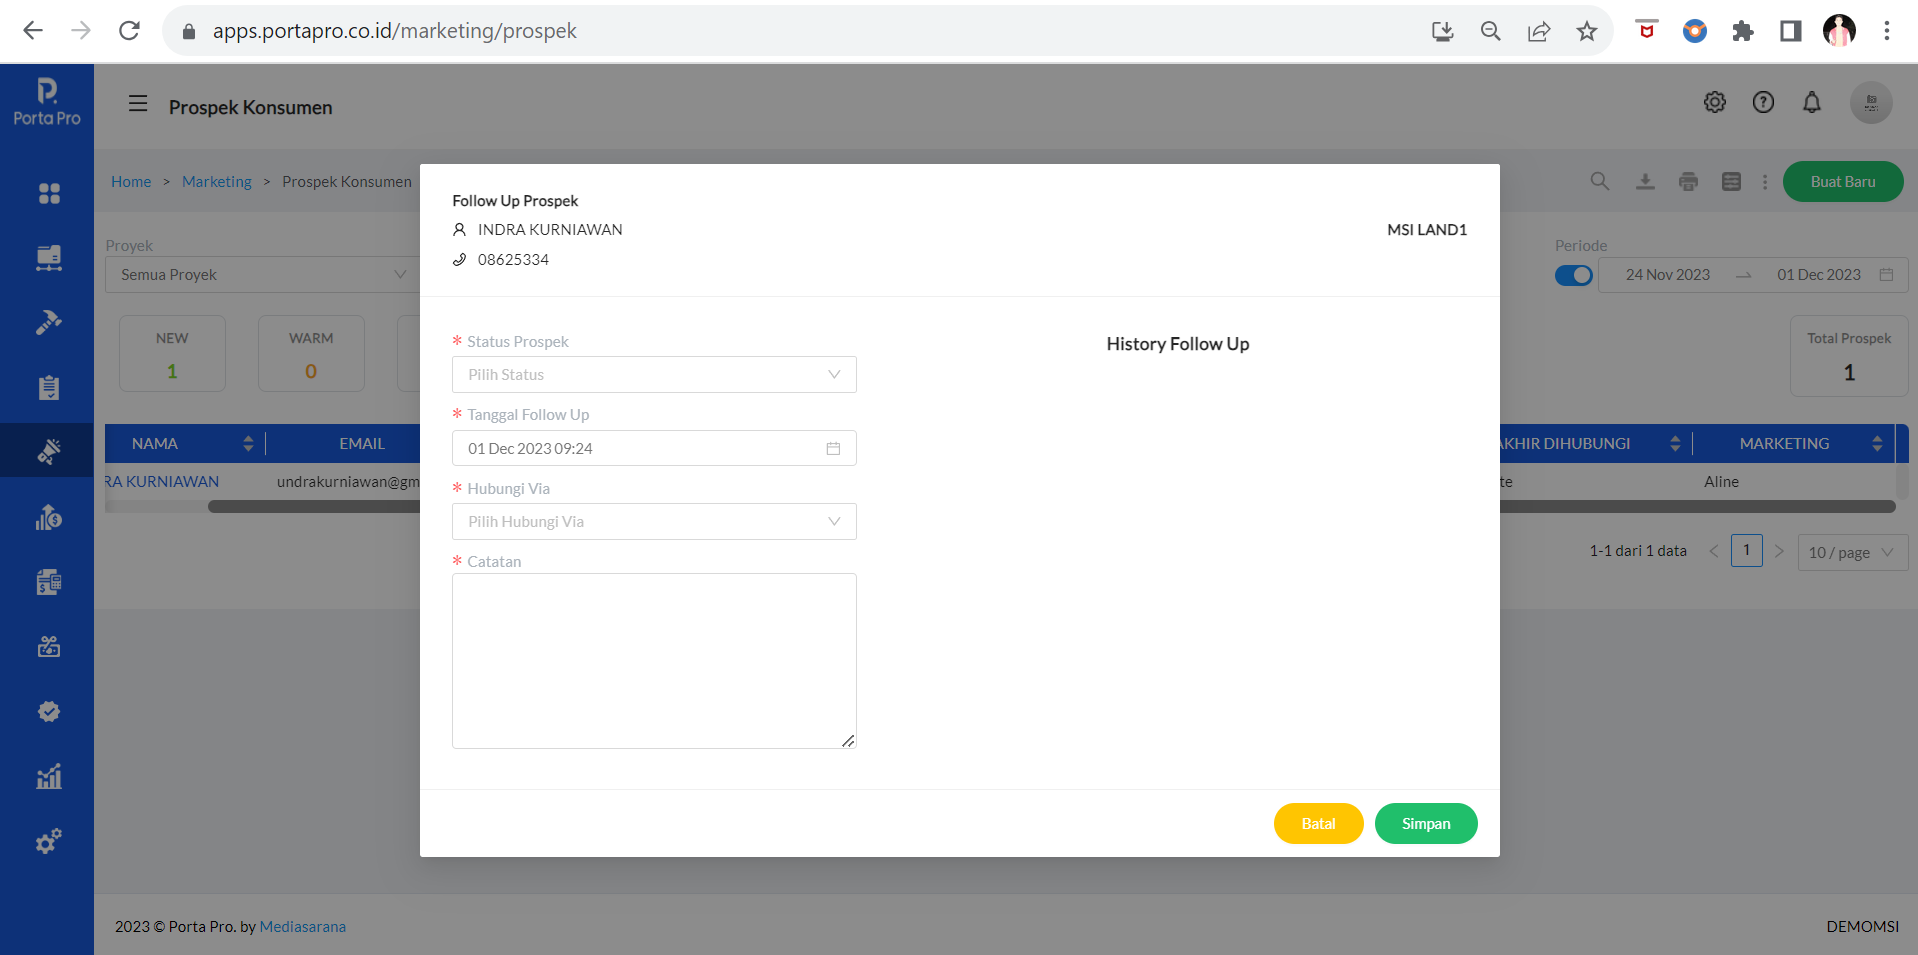 apps.portapro.co.id/marketing/prospek
Porta Pro
Prospek Konsumen
Home > Marketing > Prospek Konsumen
Buat Baru
Proyek
Semua Proyek
Periode
24 Nov 2023
01 Dec 2023
NEW
1
WARM
0
Total Prospek
1
NAMA
EMAIL
AKHIR DIHUBUNGI
MARKETING
RA KURNIAWAN
undrakurniawan@gm
te
Aline
1-1 dari 1 data
1
10 / page
Follow Up Prospek
INDRA KURNIAWAN
MSI LAND1
08625334
* Status Prospek
Pilih Status
* Tanggal Follow Up
01 Dec 2023 09:24
* Hubungi Via
Pilih Hubungi Via
* Catatan
History Follow Up
Batal
Simpan
2023 © Porta Pro. by Mediasarana
DEMOMSI